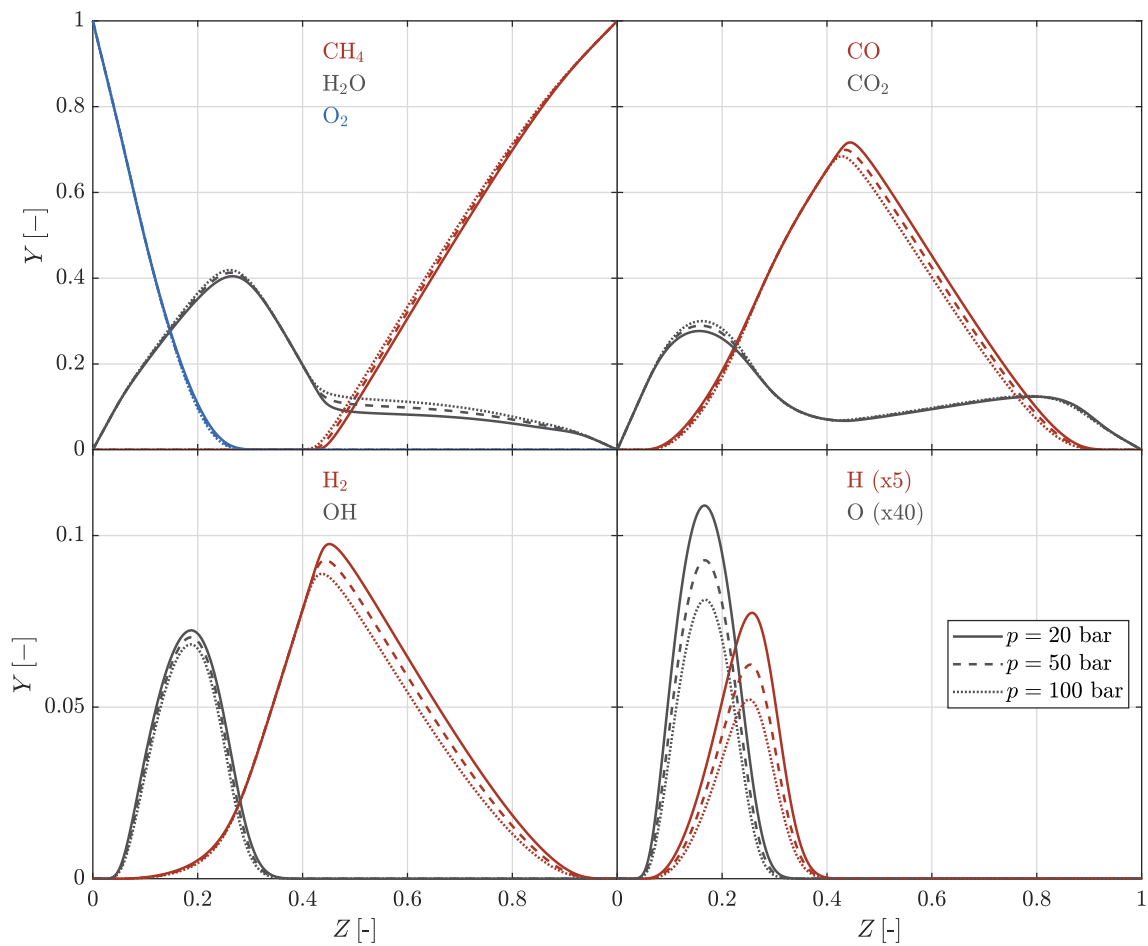 1
CH₄
H₂O
O₂
CO
CO₂
0.8
0.6
Y [−]
0.4
0.2
0
H₂
OH
H (x5)
O (x40)
0.1
Y [−]
0.05
p = 20 bar
p = 50 bar
p = 100 bar
0
0 0.2 0.4 0.6 0.8 0 0.2 0.4 0.6 0.8 1
Z [-] Z [-]